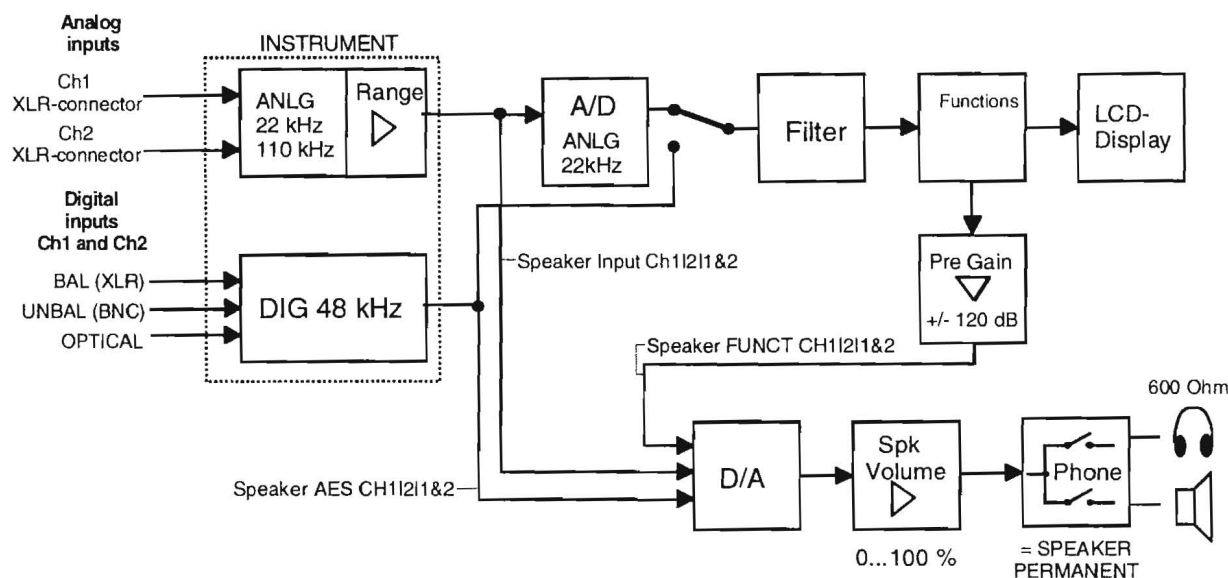 Analog
inputs
INSTRUMENT
Ch1
XLR-connector
Ch2
XLR-connector
ANLG
22 kHz
110 kHz
Range
A/D
ANLG
22kHz
Filter
Functions
LCD-
Display
Digital
inputs
Ch1 and Ch2
BAL (XLR)
UNBAL (BNC)
OPTICAL
DIG 48 kHz
Speaker Input Ch1|2|1&2
Pre Gain
+/- 120 dB
Speaker FUNCT CH1|2|1&2
600 Ohm
Speaker AES CH1|2|1&2
D/A
Spk
Volume
0...100 %
Phone
= SPEAKER
PERMANENT